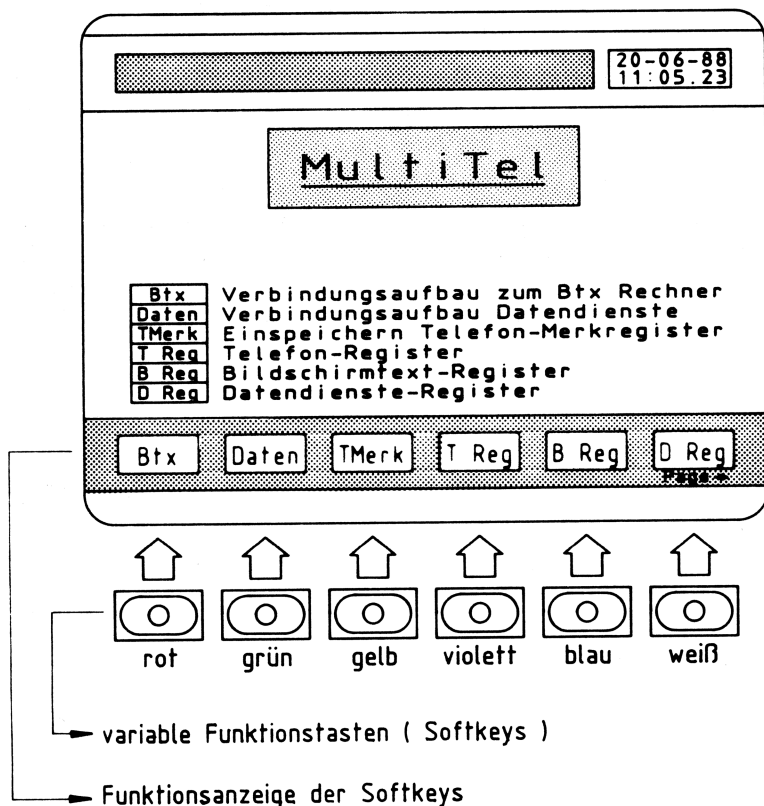 20-06-88
11:05.23
MultiTel
Btx Verbindungsaufbau zum Btx Rechner
Daten Verbindungsaufbau Datendienste
TMerk Einspeichern Telefon-Merkregister
T Reg Telefon-Register
B Reg Bildschirmtext-Register
D Reg Datendienste-Register
Btx Daten TMerk T Reg B Reg D Reg
Page
rot grün gelb violett blau weiß
variable Funktionstasten ( Softkeys )
Funktionsanzeige der Softkeys